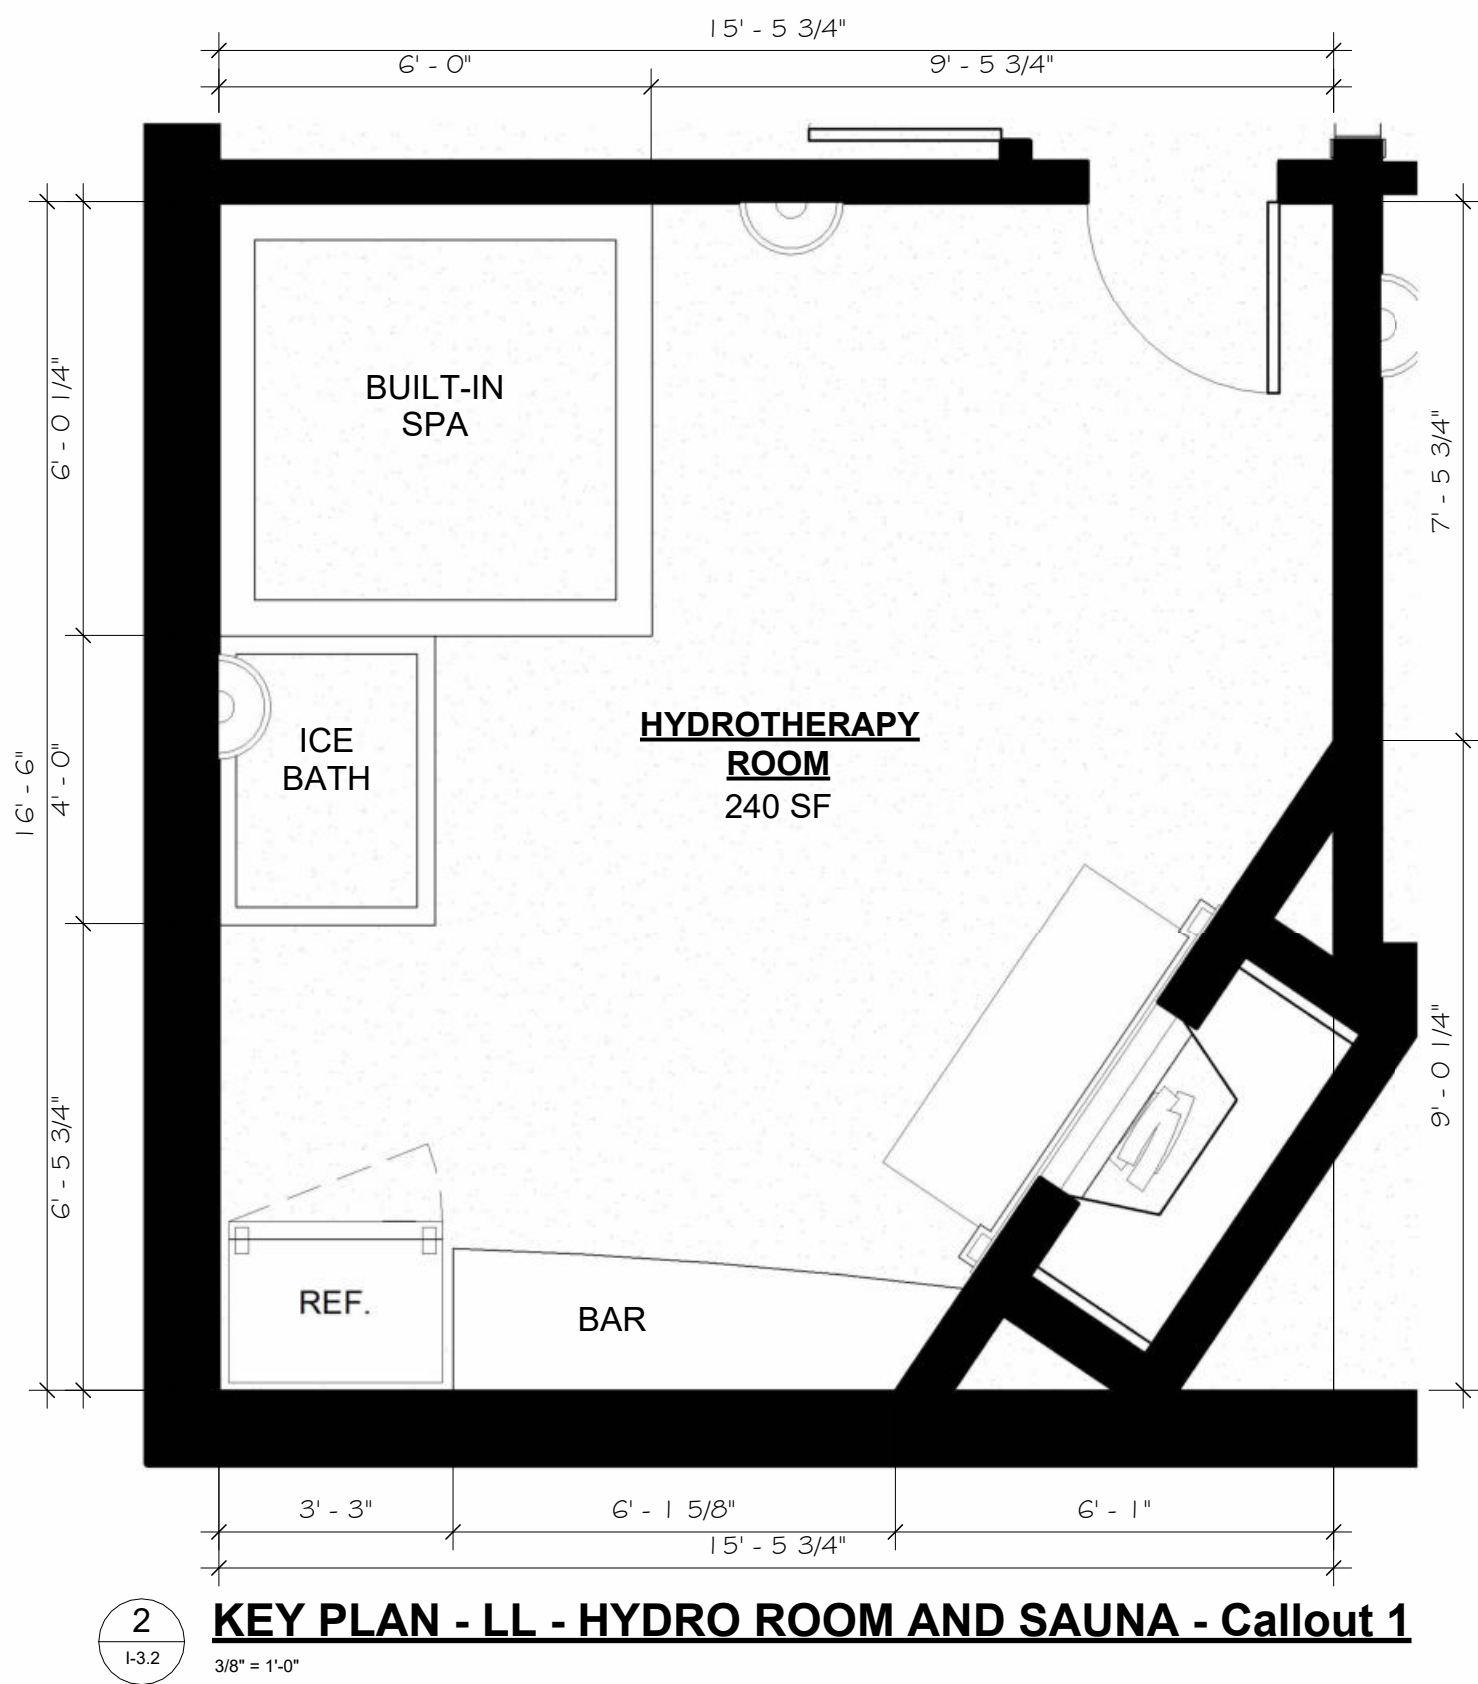 15' - 5 3/4"
6' - 0"
9' - 5 3/4"
6' - 0 1/4"
7' - 5 3/4"
BUILT-IN
SPA
16' - 6"
4' - 0"
ICE
BATH
HYDROTHERAPY
ROOM
240 SF
6' - 5 3/4"
9' - 0 1/4"
REF.
BAR
3' - 3"
6' - 1 5/8"
6' - 1"
15' - 5 3/4"
2
I-3.2
KEY PLAN - LL - HYDRO ROOM AND SAUNA - Callout 1
3/8" = 1'-0"